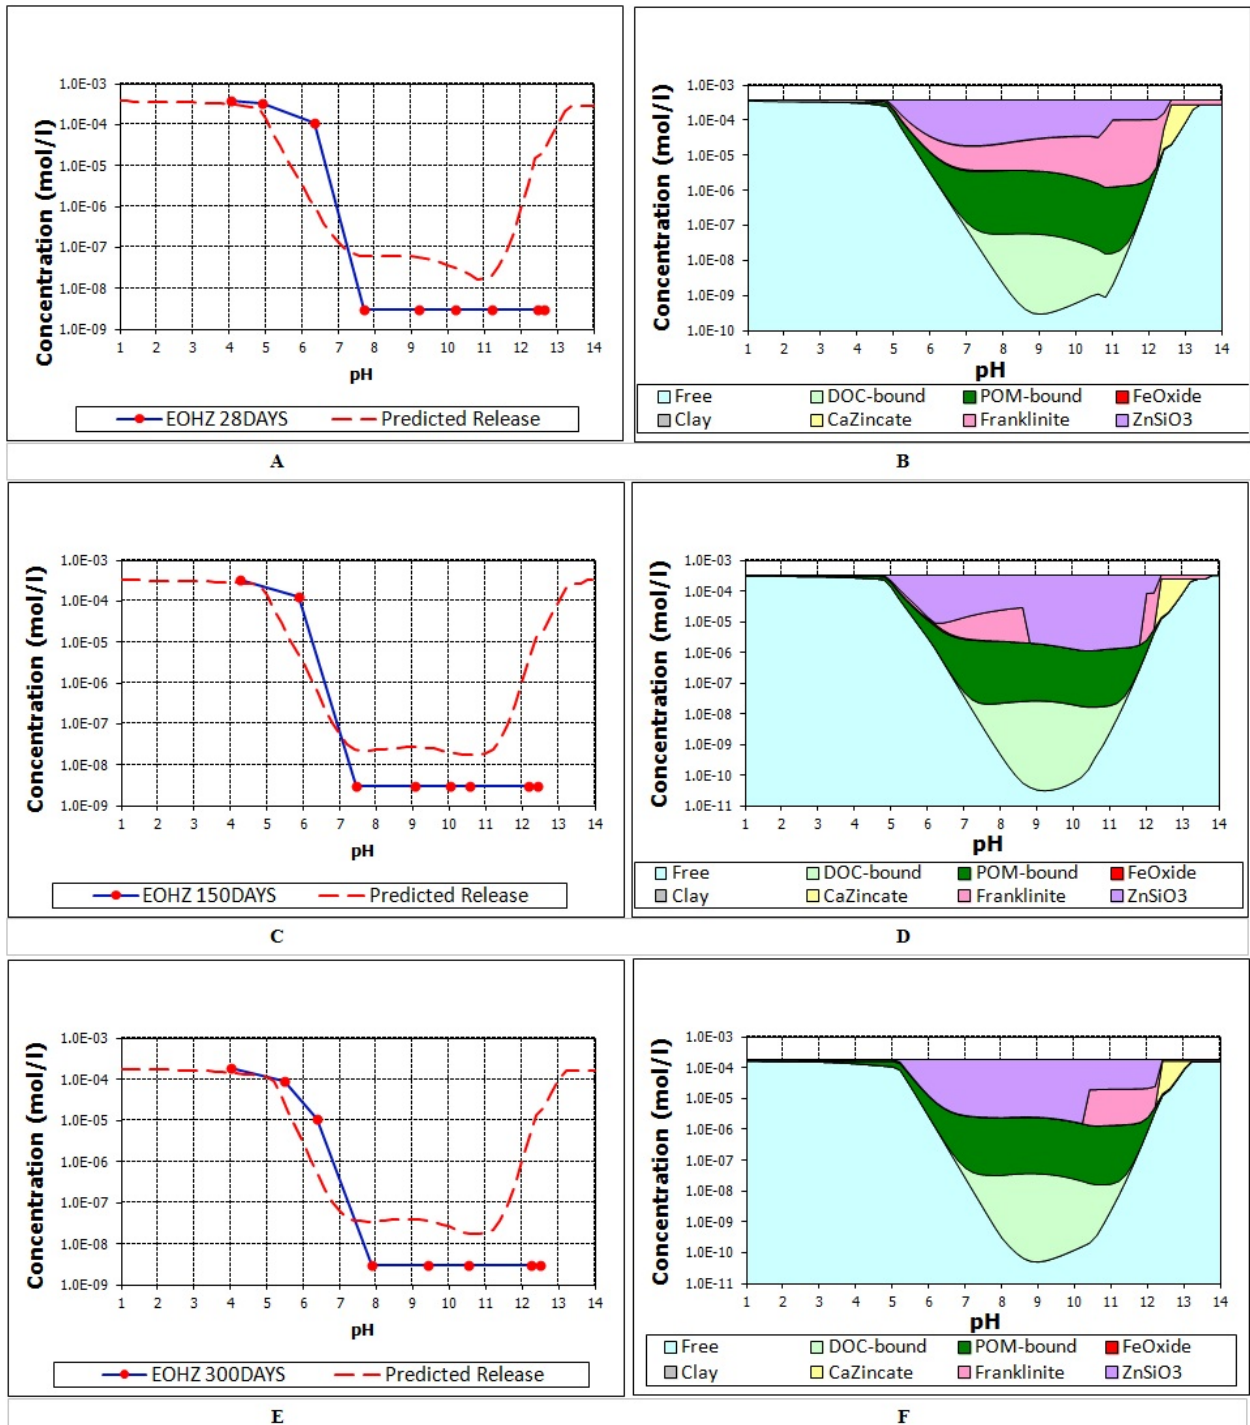 Concentration (mol/l)
1.0E-03
1.0E-04
1.0E-05
1.0E-06
1.0E-07
1.0E-08
1.0E-09
1 2 3 4 5 6 7 8 9 10 11 12 13 14
pH
EOHZ 28DAYS Predicted Release
Concentration (mol/l)
1.0E-03
1.0E-04
1.0E-05
1.0E-06
1.0E-07
1.0E-08
1.0E-09
1.0E-10
1 2 3 4 5 6 7 8 9 10 11 12 13 14
pH
Free DOC-bound POM-bound FeOxide
Clay CaZincate Franklinite ZnSiO3
A B
Concentration (mol/l)
1.0E-03
1.0E-04
1.0E-05
1.0E-06
1.0E-07
1.0E-08
1.0E-09
1 2 3 4 5 6 7 8 9 10 11 12 13 14
pH
EOHZ 150DAYS Predicted Release
Concentration (mol/l)
1.0E-03
1.0E-04
1.0E-05
1.0E-06
1.0E-07
1.0E-08
1.0E-09
1.0E-10
1.0E-11
1 2 3 4 5 6 7 8 9 10 11 12 13 14
pH
Free DOC-bound POM-bound FeOxide
Clay CaZincate Franklinite ZnSiO3
C D
Concentration (mol/l)
1.0E-03
1.0E-04
1.0E-05
1.0E-06
1.0E-07
1.0E-08
1.0E-09
1 2 3 4 5 6 7 8 9 10 11 12 13 14
pH
EOHZ 300DAYS Predicted Release
Concentration (mol/l)
1.0E-03
1.0E-04
1.0E-05
1.0E-06
1.0E-07
1.0E-08
1.0E-09
1.0E-10
1.0E-11
1 2 3 4 5 6 7 8 9 10 11 12 13 14
pH
Free DOC-bound POM-bound FeOxide
Clay CaZincate Franklinite ZnSiO3
E F